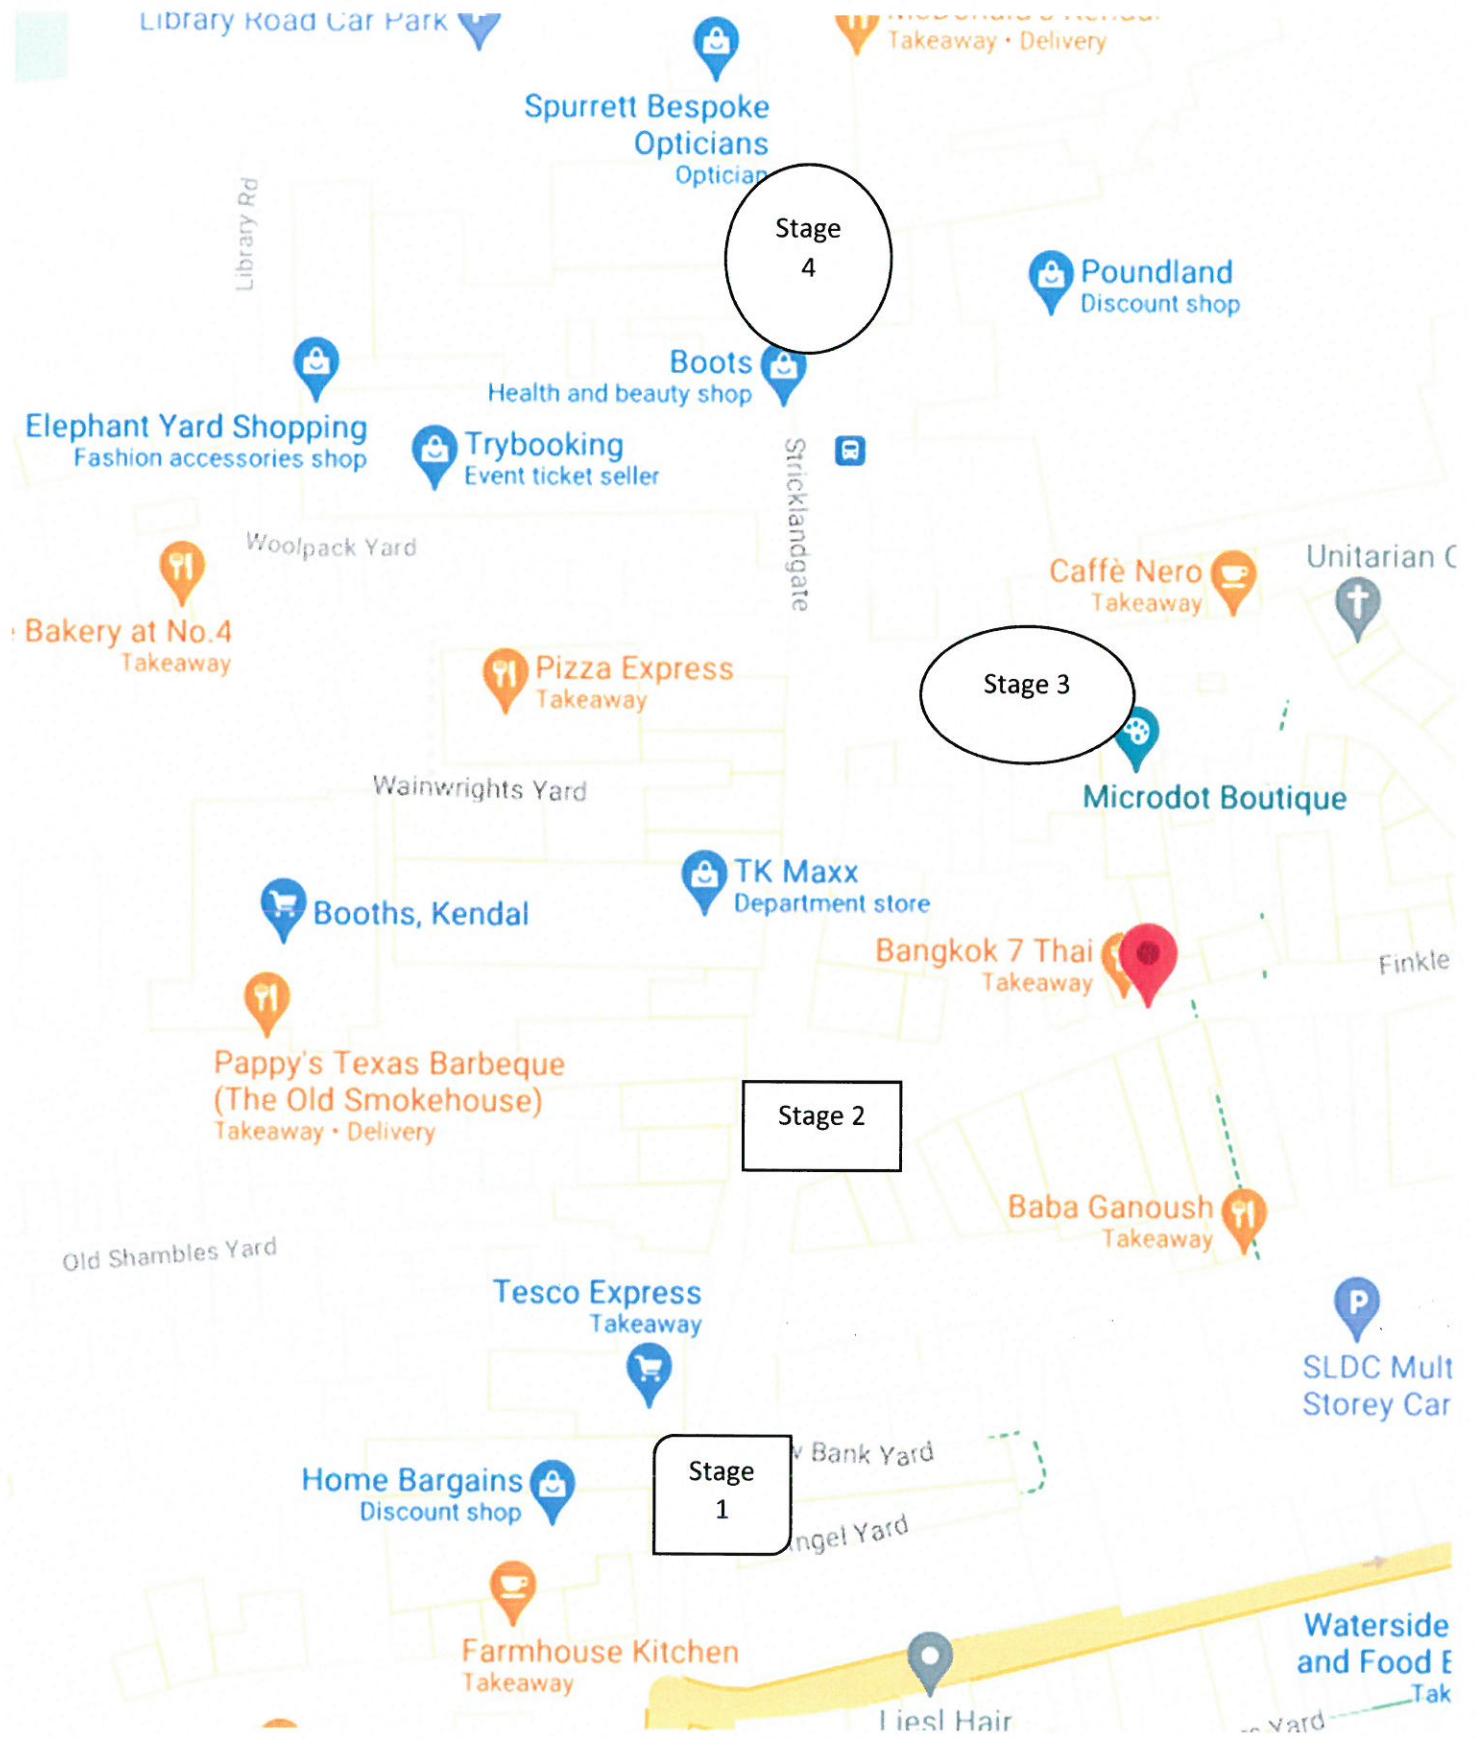 Library Road Car Park
Takeaway • Delivery
Spurrett Bespoke
Opticians
Optician
Stage
4
Library Rd
Poundland
Discount shop
Boots
Health and beauty shop
Elephant Yard Shopping
Fashion accessories shop
Trybooking
Event ticket seller
Stricklandgate
Woolpack Yard
Caffè Nero
Takeaway
Unitarian C
Bakery at No.4
Takeaway
Pizza Express
Takeaway
Stage 3
Wainwrights Yard
Microdot Boutique
TK Maxx
Department store
Booths, Kendal
Bangkok 7 Thai
Takeaway
Finkle
Pappy's Texas Barbeque
(The Old Smokehouse)
Takeaway • Delivery
Stage 2
Baba Ganoush
Takeaway
Old Shambles Yard
Tesco Express
Takeaway
P
SLDC Mult
Storey Car
Stage
1
Bank Yard
Home Bargains
Discount shop
ngel Yard
Farmhouse Kitchen
Takeaway
Waterside
and Food E
Tak
Liesl Hair
Yard